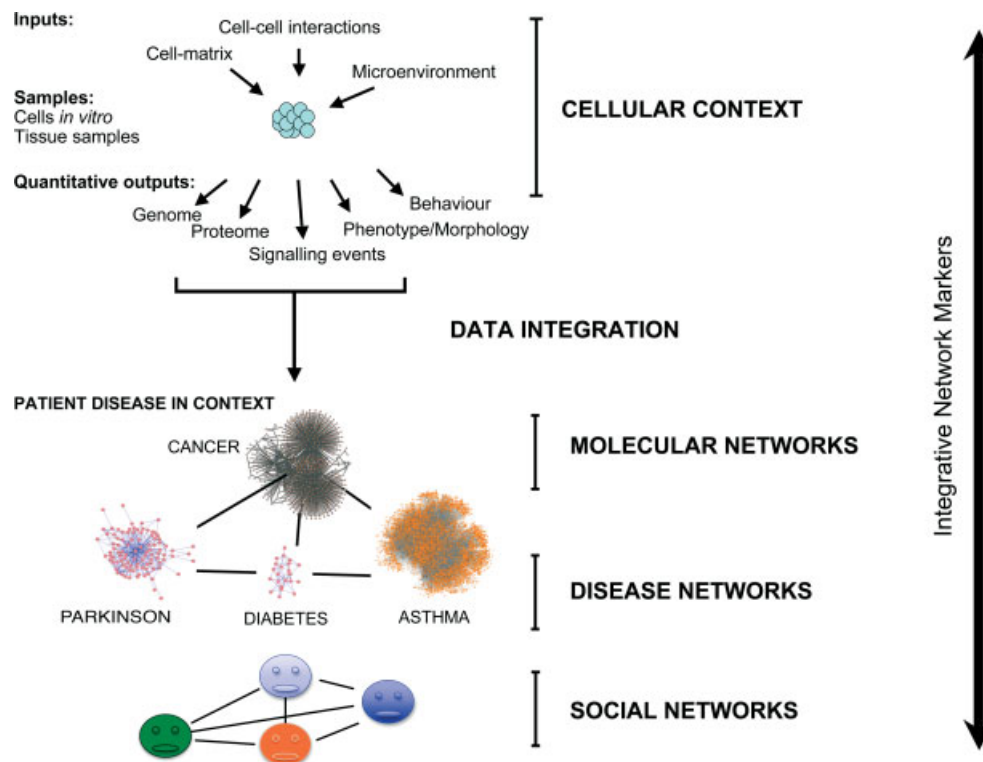 Inputs:
Cell-cell interactions
Cell-matrix
Microenvironment
CELLULAR CONTEXT
Samples:
Cells in vitro
Tissue samples
Quantitative outputs:
Behaviour
Genome
Proteome
Phenotype/Morphology
Signalling events
DATA INTEGRATION
Integrative Network Markers
PATIENT DISEASE IN CONTEXT
CANCER
MOLECULAR NETWORKS
DISEASE NETWORKS
PARKINSON
DIABETES
ASTHMA
SOCIAL NETWORKS